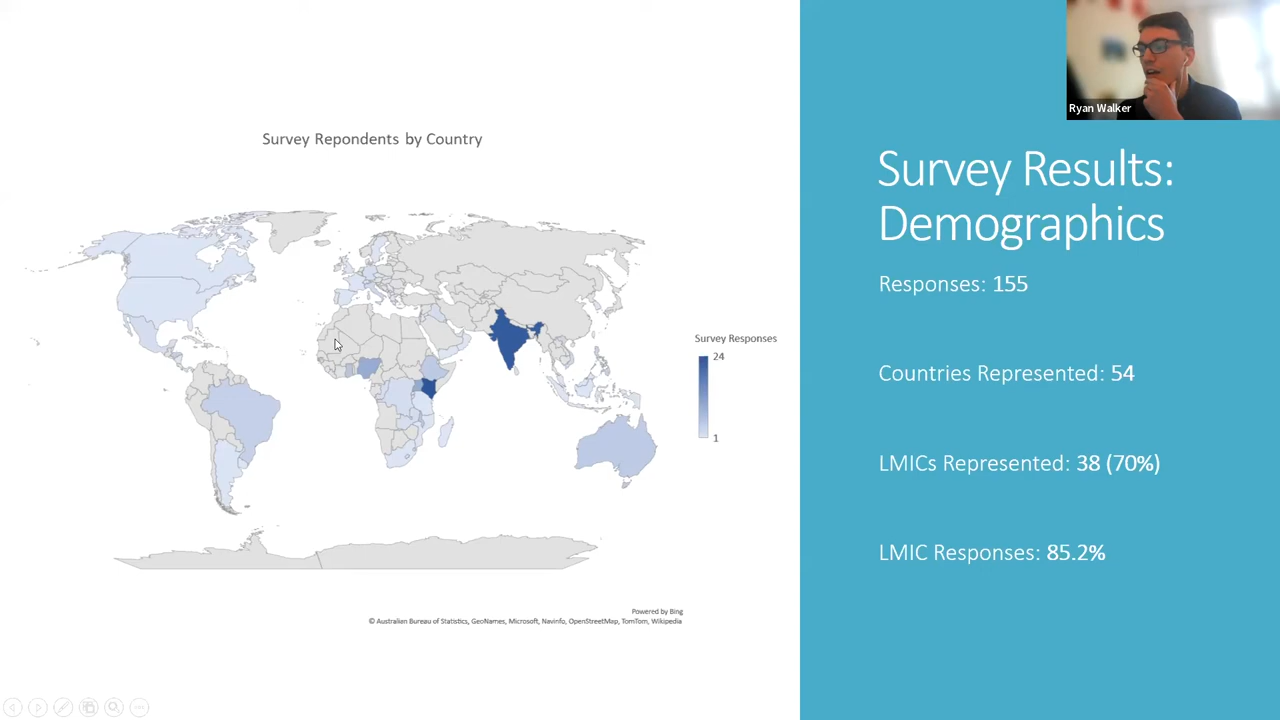 Ryan Walker
Survey Repondents by Country
Survey Results:
Demographics
Responses: 155
Survey Responses
24
1
Countries Represented: 54
LMICs Represented: 38 (70%)
LMIC Responses: 85.2%
Powered by Bing
© Australian Bureau of Statistics, GeoNames, Microsoft, Navinfo, OpenStreetMap, TomTom, Wikipedia